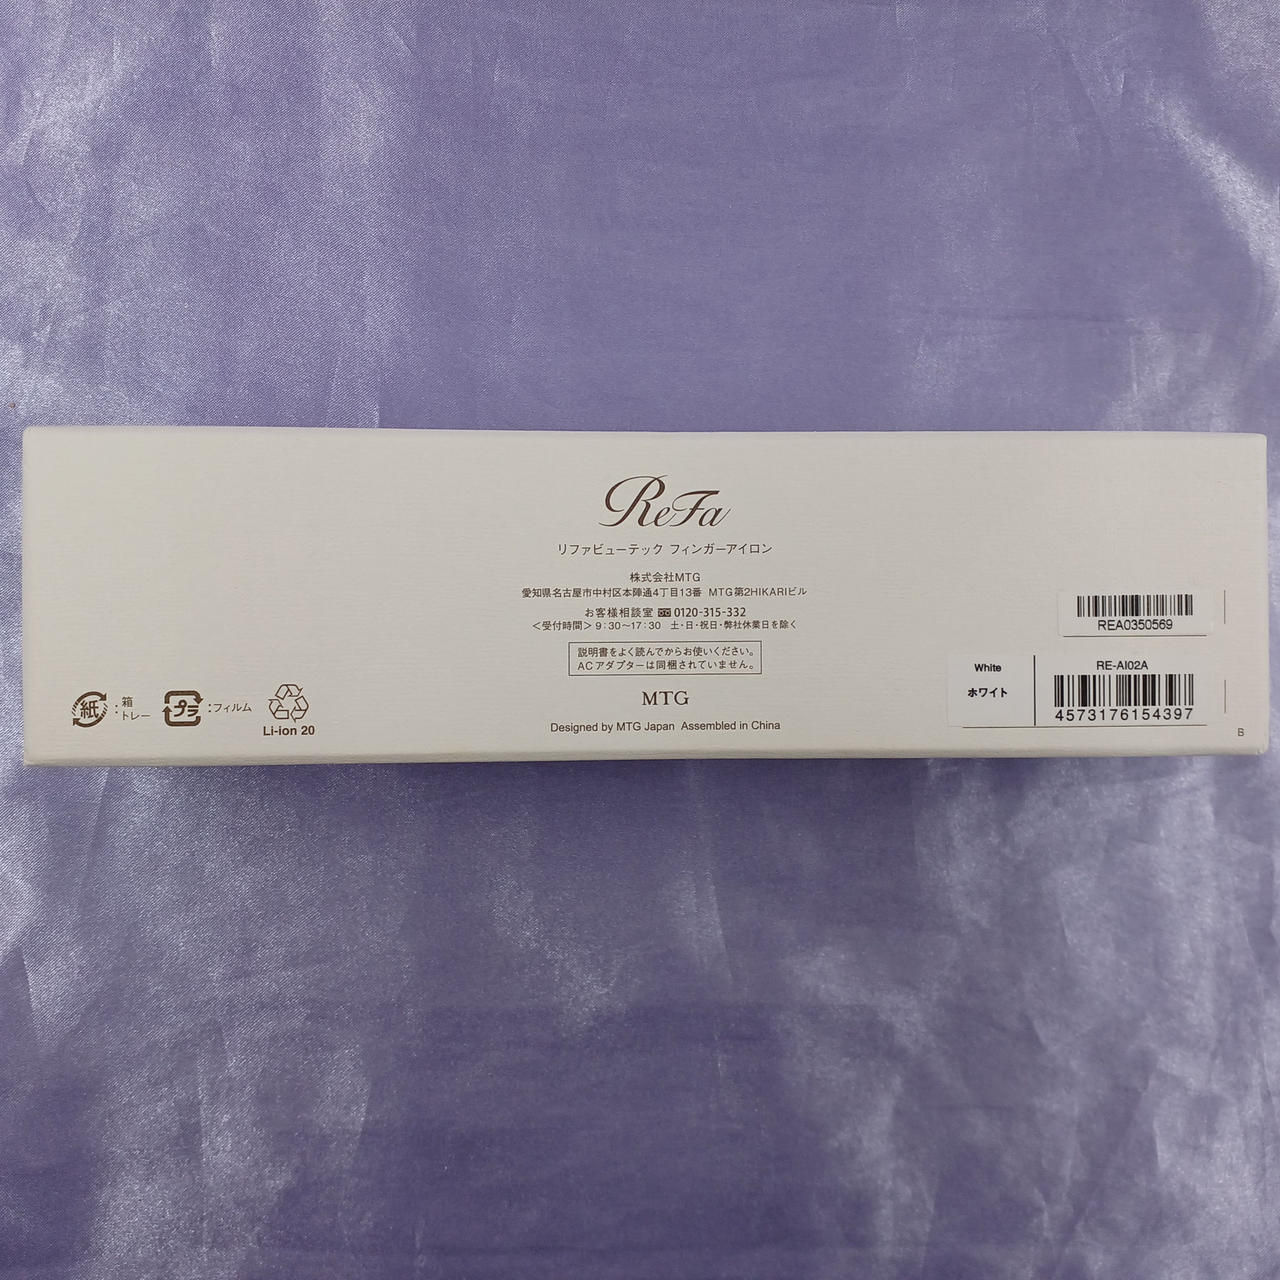 ReFa
リファビューテック フィンガーアイロン
株式会社MTG
愛知県名古屋市中村区本陣通4丁目13番 MTG第2HIKARIビル
お客様相談室 0120-315-332
＜受付時間＞9:30～17:30 土・日・祝日・弊社休業日を除く
説明書をよく読んでからお使いください。
ACアダプターは同梱されていません。
MTG
Designed by MTG Japan Assembled in China
紙 : 箱
トレー
プラ : フィルム
Li-ion 20
REA0350569
White
ホワイト
RE-AI02A
4573176154397
B